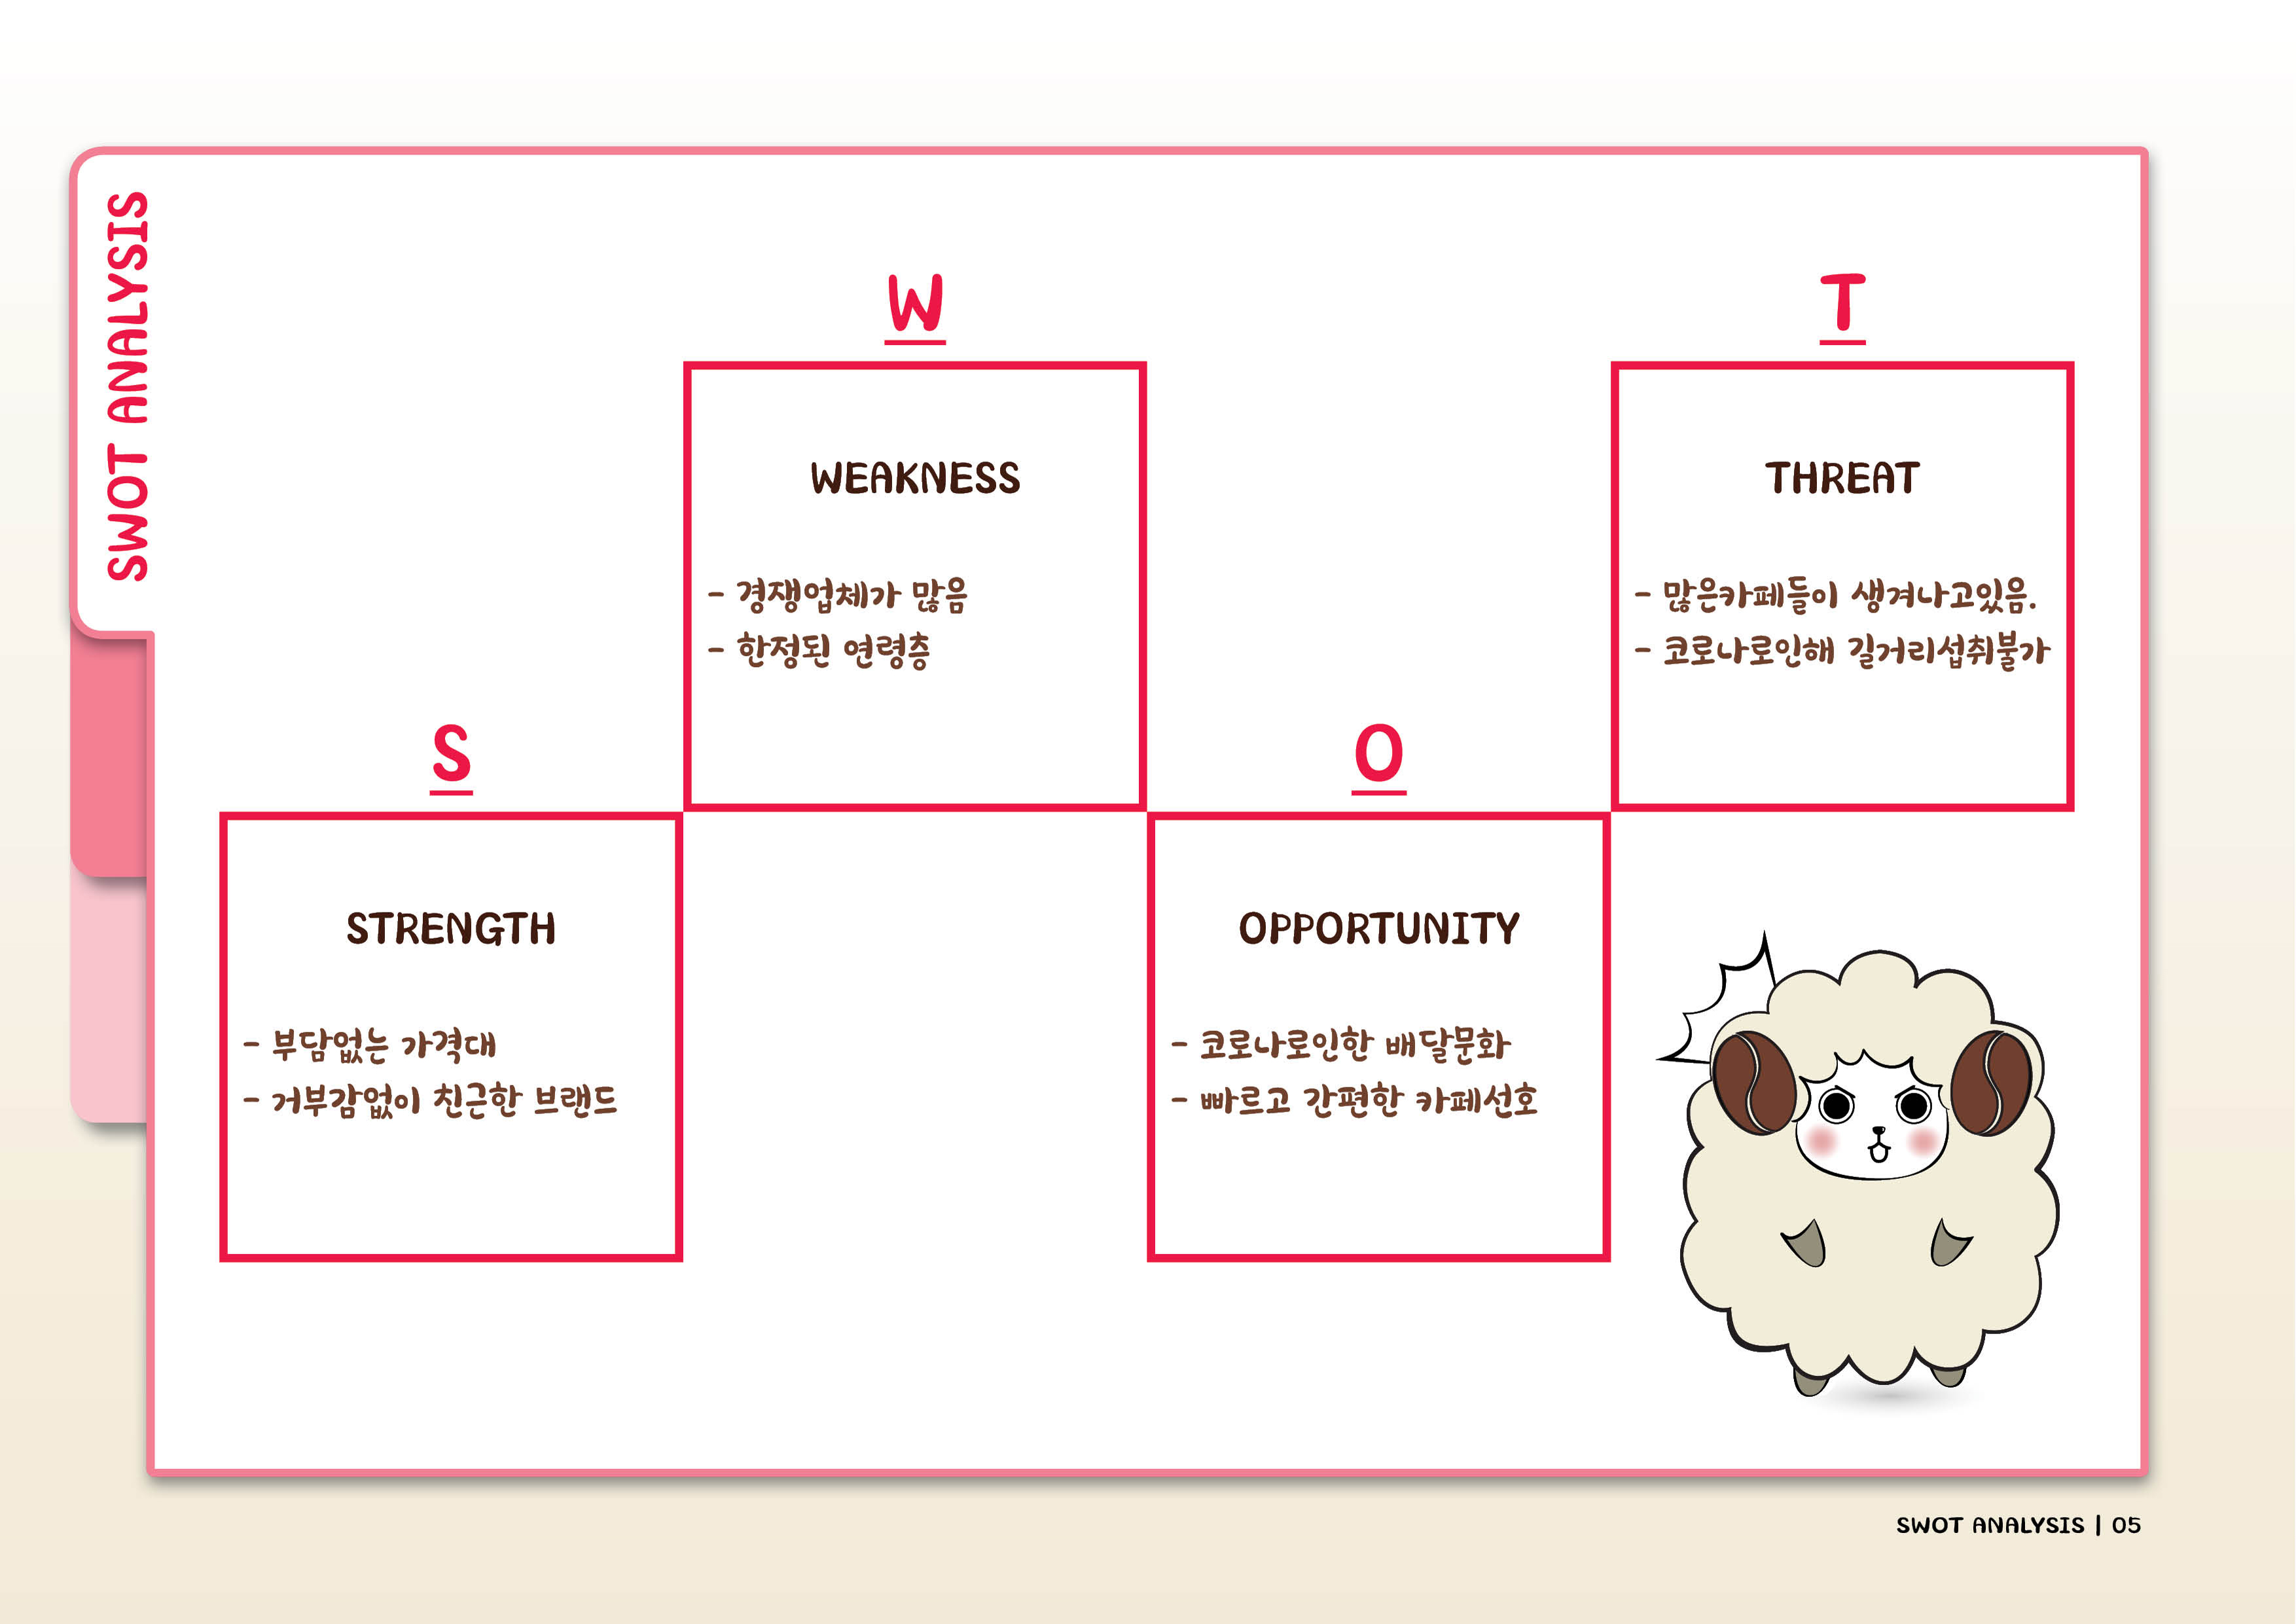 SWOT ANALYSIS
S
STRENGTH
- 부담없는 가격대
- 거부감없이 친근한 브랜드
W
WEAKNESS
- 경쟁업체가 많음
- 한정된 연령층
O
OPPORTUNITY
- 코로나로인한 배달문화
- 빠르고 간편한 카페선호
T
THREAT
- 많은카페들이 생겨나고있음.
- 코로나로인해 길거리섭취불가
SWOT ANALYSIS | 05